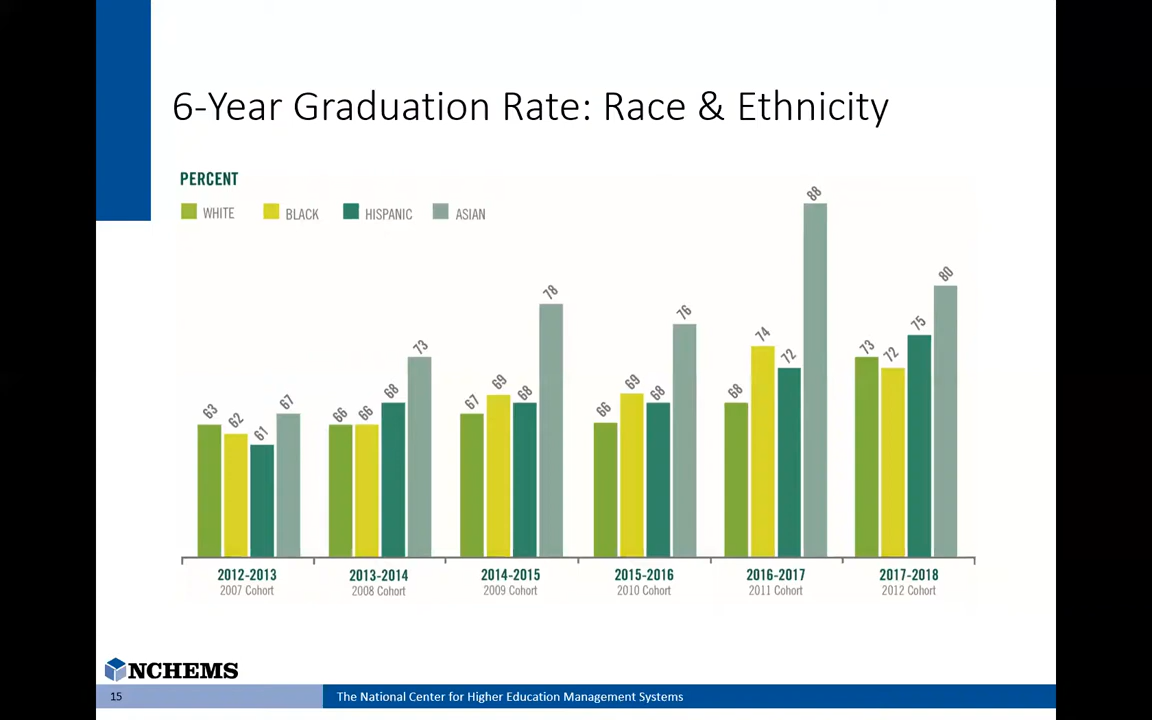 6-Year Graduation Rate: Race & Ethnicity
PERCENT
WHITE BLACK HISPANIC ASIAN
63 62 61 67
66 66 68 73
67 69 68 78
66 69 68 76
68 74 72 88
73 72 75 80
2012-2013 2013-2014 2014-2015 2015-2016 2016-2017 2017-2018
2007 Cohort 2008 Cohort 2009 Cohort 2010 Cohort 2011 Cohort 2012 Cohort
NCHEMS
15 The National Center for Higher Education Management Systems